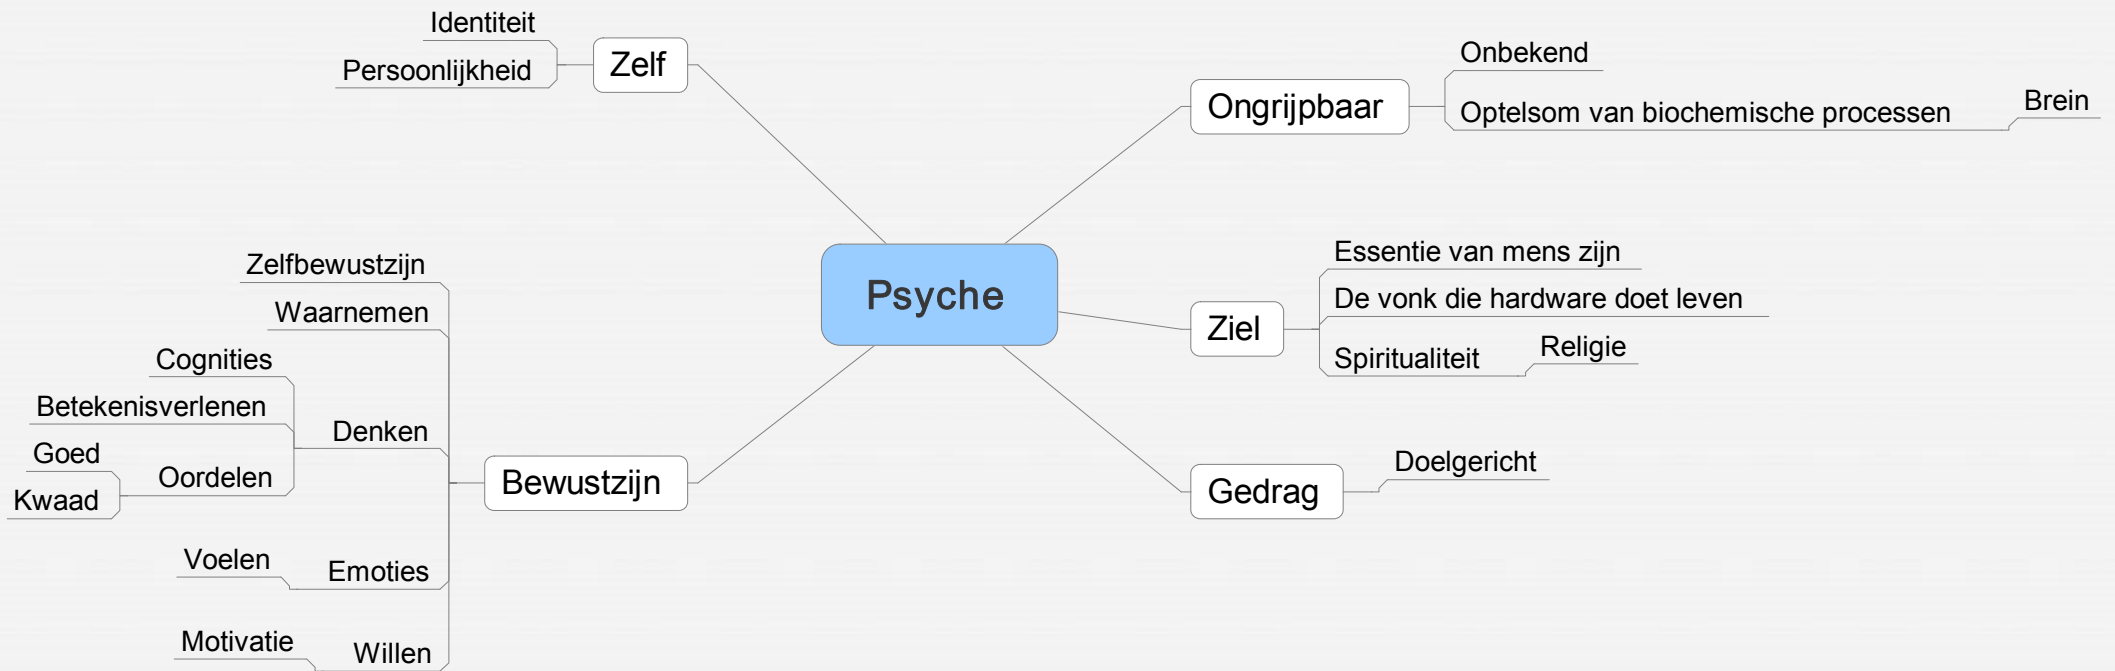 Psyche
Zelf
Identiteit
Persoonlijkheid
Ongrijpbaar
Onbekend
Optelsom van biochemische processen
Brein
Ziel
Essentie van mens zijn
De vonk die hardware doet leven
Spiritualiteit
Religie
Gedrag
Doelgericht
Bewustzijn
Zelfbewustzijn
Waarnemen
Denken
Cognities
Betekenisverlenen
Oordelen
Goed
Kwaad
Emoties
Voelen
Willen
Motivatie